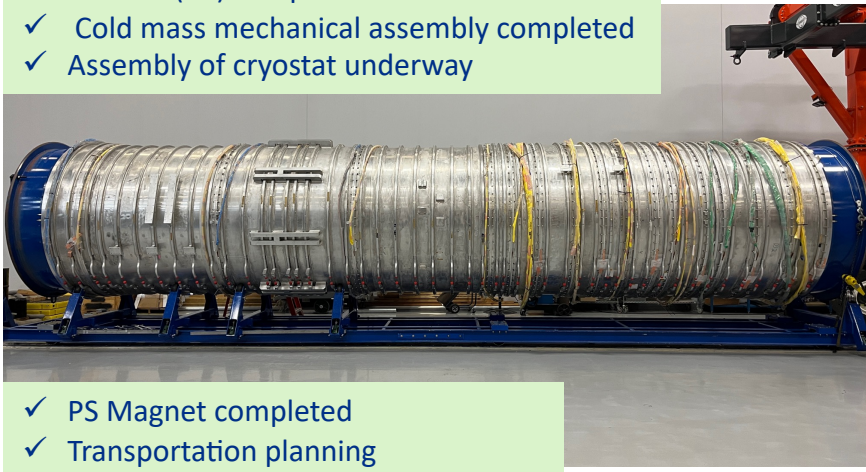 ✓ Cold mass mechanical assembly completed
✓ Assembly of cryostat underway
✓ PS Magnet completed
✓ Transportation planning